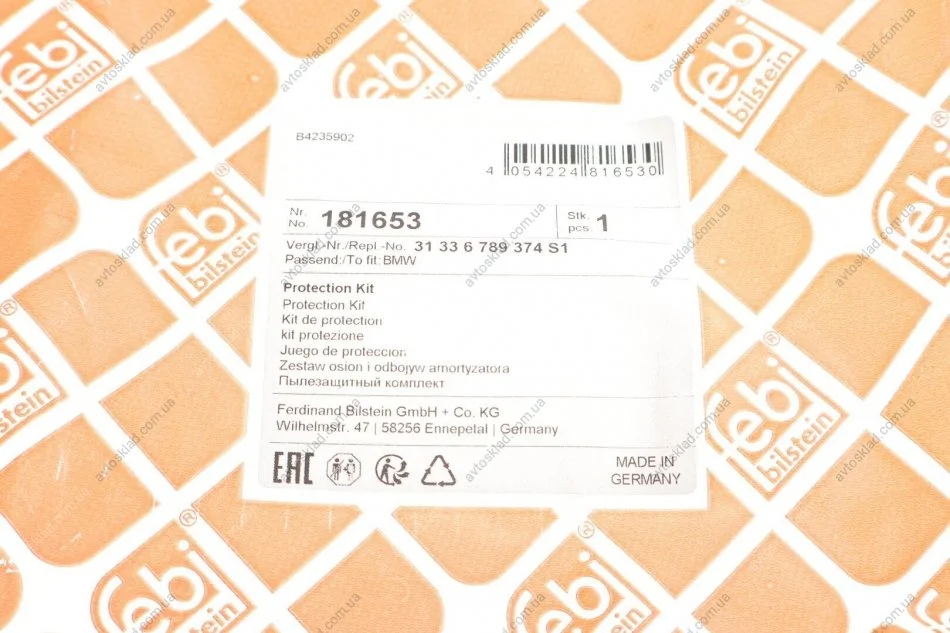 febi
bilstein
B4235902
4 054224 816530
Nr.
No. 181653
Stk.
pcs. 1
Vergl.-Nr./Repl.-No. 31 33 6 789 374 S1
Passend:/To fit: BMW
Protection Kit
Protection Kit
Kit de protection
kit protezione
Juego de protección
Zestaw osłon i odbojyw amortyzatora
Пылезащитный комплект
Ferdinand Bilstein GmbH + Co. KG
Wilhelmstr. 47 | 58256 Ennepetal | Germany
EAC
MADE IN
GERMANY
avtosklad.com.ua